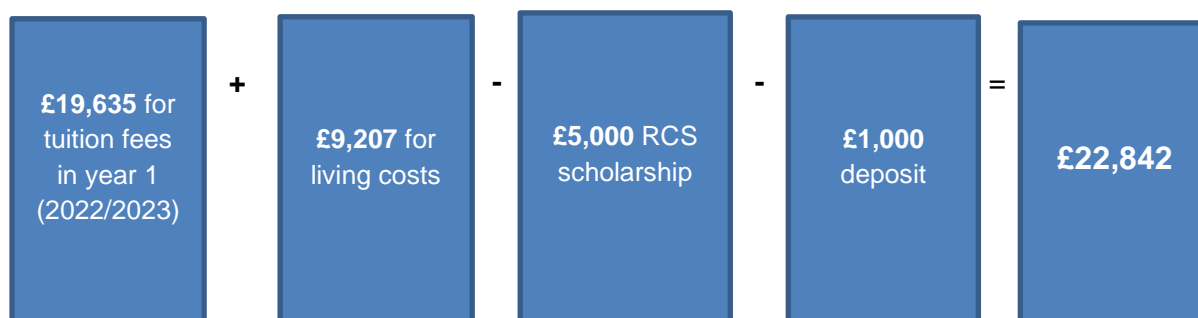 £19,635 for
tuition fees
in year 1
(2022/2023)
+
£9,207 for
living costs
-
£5,000 RCS
scholarship
-
£1,000
deposit
=
£22,842